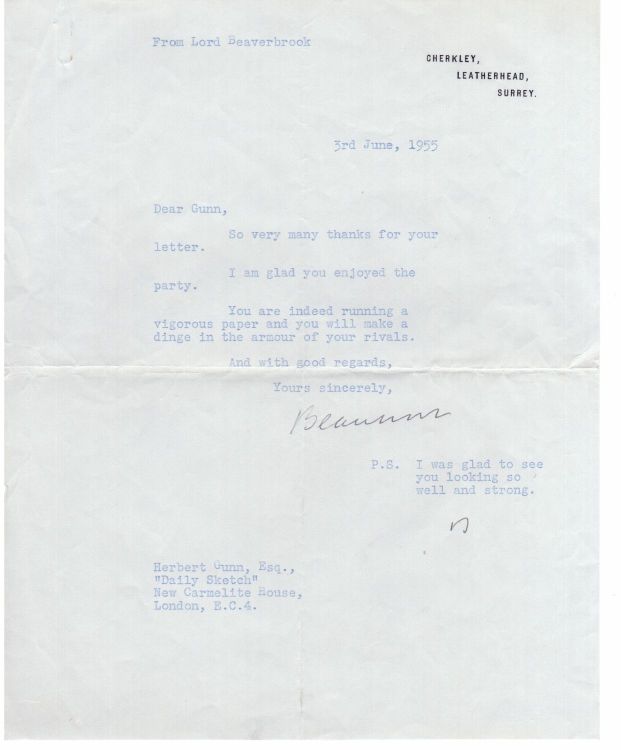 From Lord Beaverbrook
CHERKLEY,
LEATHERHEAD,
SURREY.
3rd June, 1955
Dear Gunn,
So very many thanks for your
letter.
I am glad you enjoyed the
party.
You are indeed running a
vigorous paper and you will make a
dinge in the armour of your rivals.
And with good regards,
Yours sincerely,
P.S. I was glad to see
you looking so
well and strong.
Herbert Gunn, Esq.,
"Daily Sketch"
New Carmelite House,
London, E.C.4.